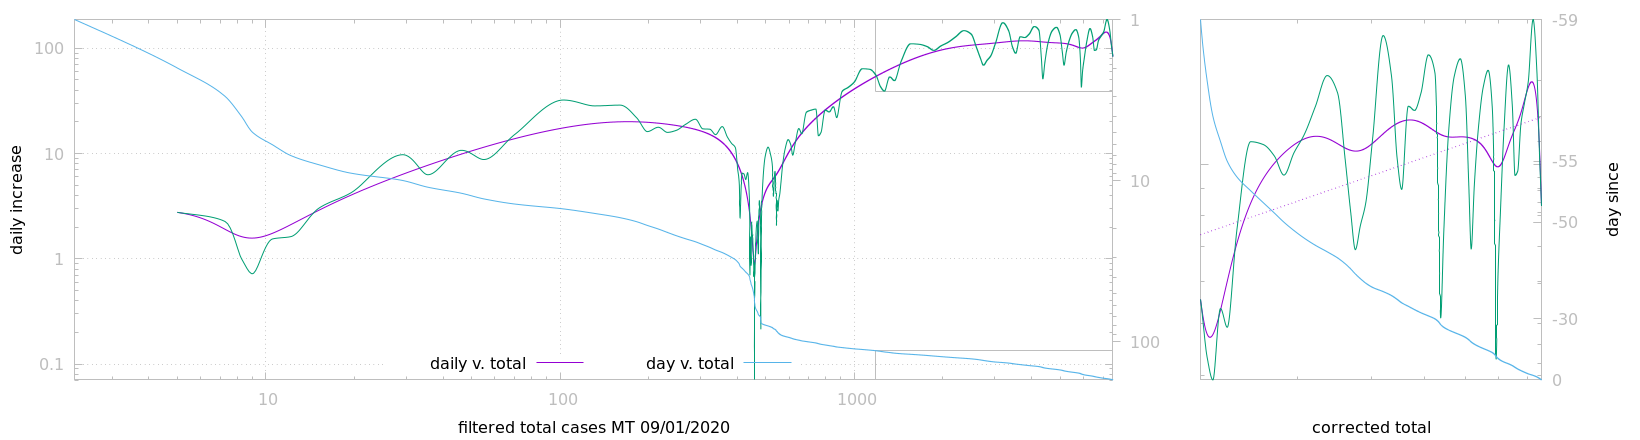 daily increase
100
10
1
0.1
daily v. total
day v. total
10
100
1000
filtered total cases MT 09/01/2020
1
10
100
-59
-55
-50
-30
0
day since
corrected total